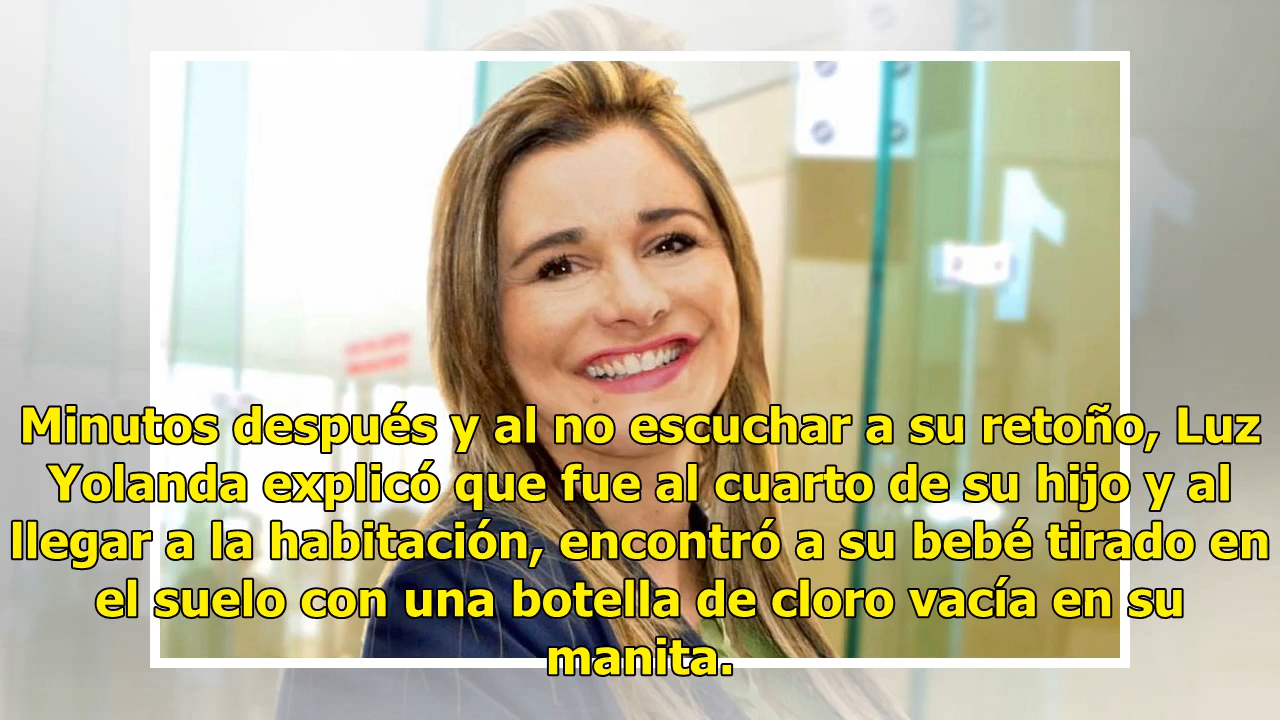 Minutos después y al no escuchar a su retoño, Luz
Yolanda explicó que fue al cuarto de su hijo y al
llegar a la habitación, encontró a su bebé tirado en
el suelo con una botella de cloro vacía en su
manita.